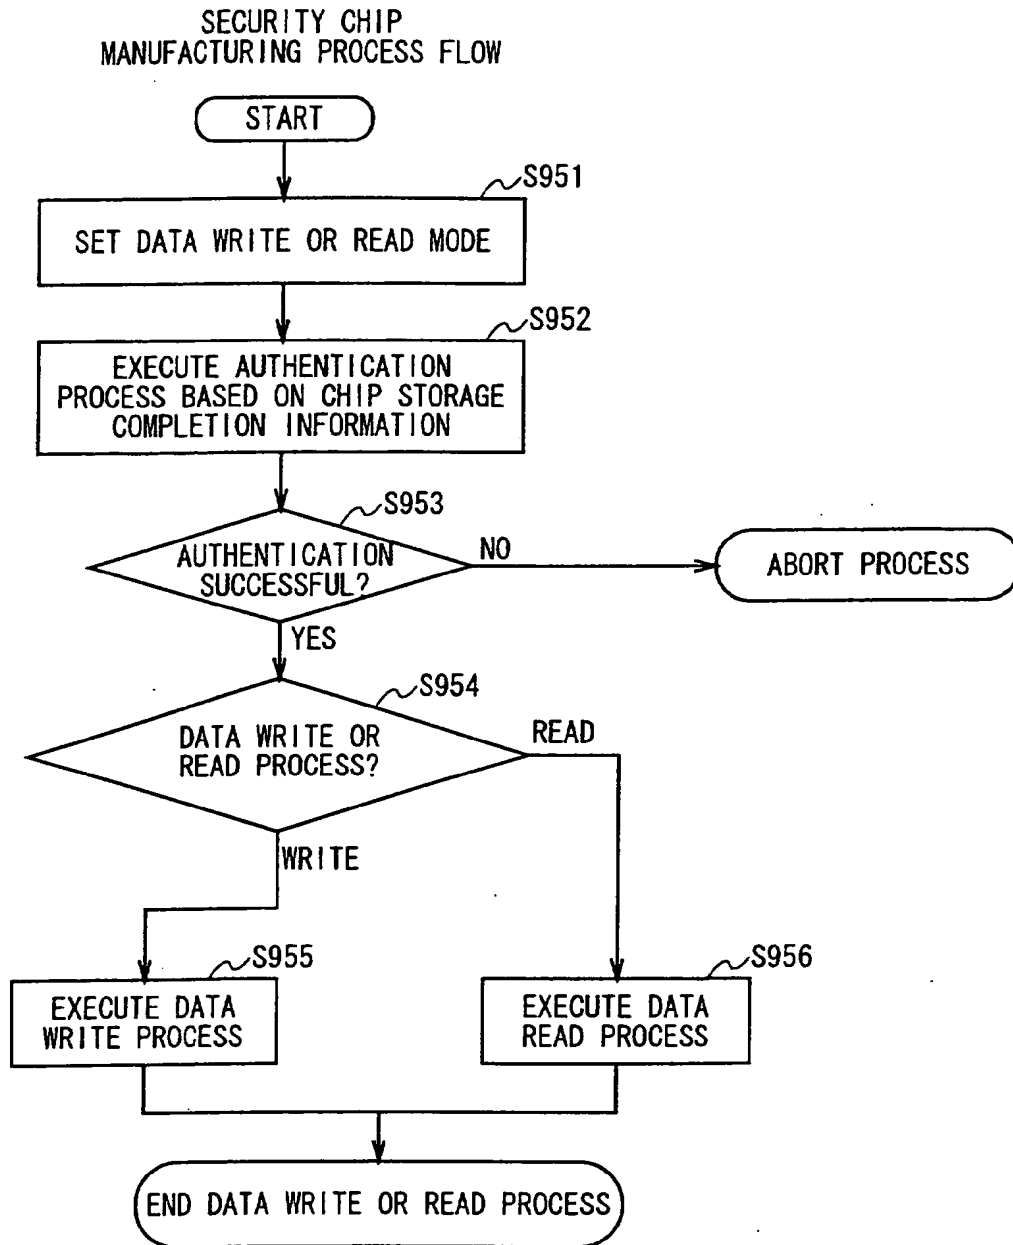 SECURITY CHIP
MANUFACTURING PROCESS FLOW
START
S951
SET DATA WRITE OR READ MODE
S952
EXECUTE AUTHENTICATION
PROCESS BASED ON CHIP STORAGE
COMPLETION INFORMATION
S953
AUTHENTICATION
SUCCESSFUL?
NO
ABORT PROCESS
YES
S954
DATA WRITE OR
READ PROCESS?
READ
WRITE
S955
EXECUTE DATA
WRITE PROCESS
S956
EXECUTE DATA
READ PROCESS
END DATA WRITE OR READ PROCESS